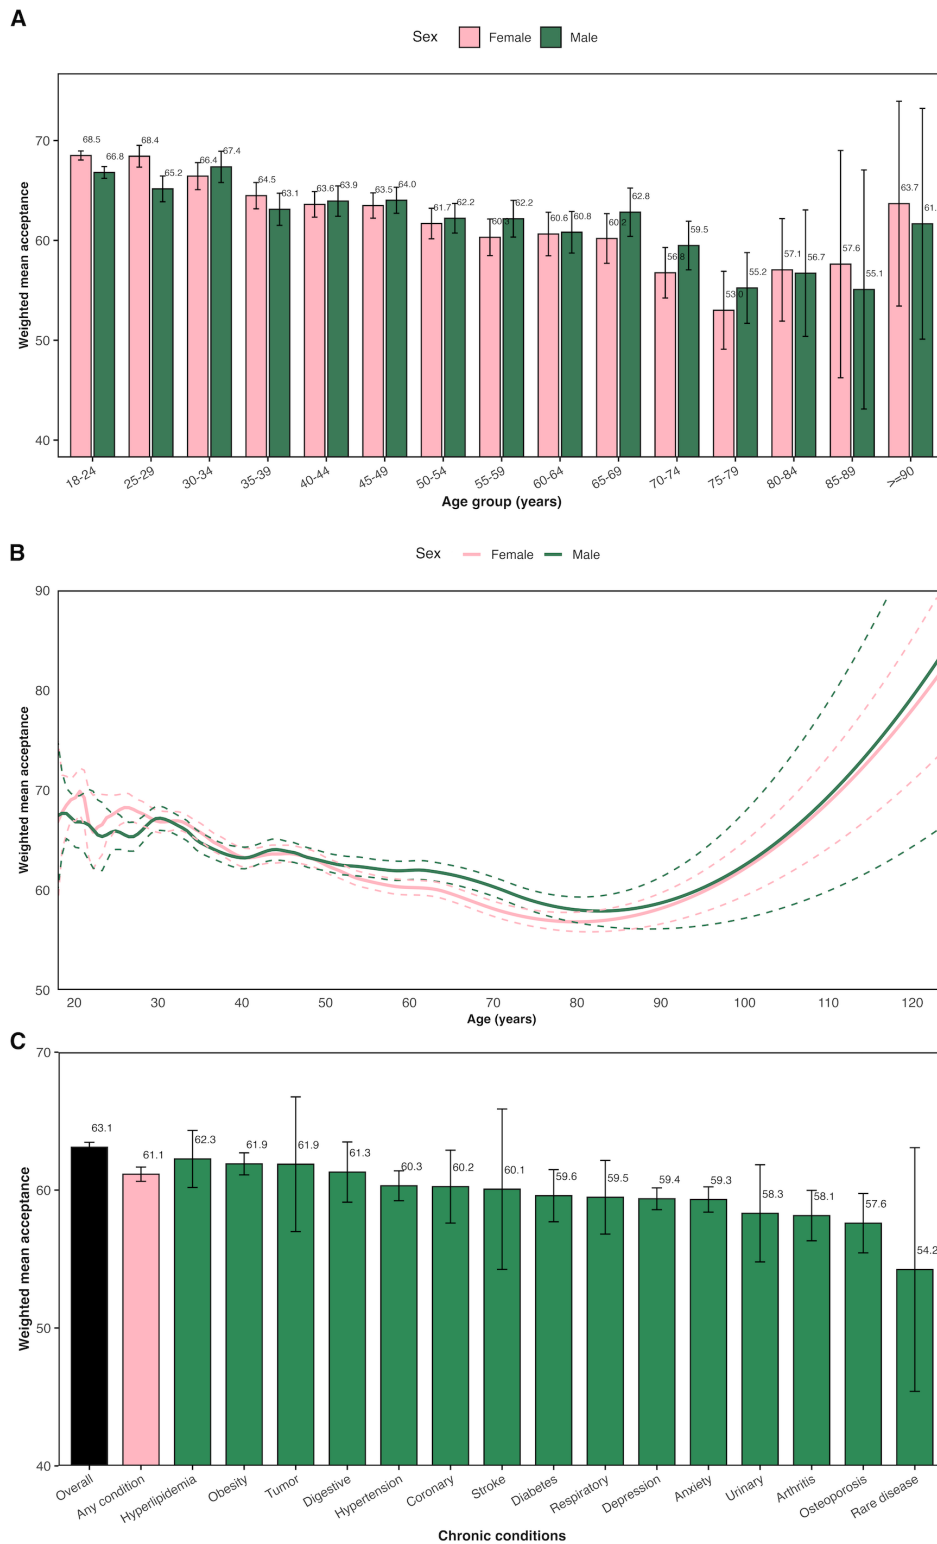 A
Sex Female Male
Weighted mean acceptance
70
60
50
40
68.5 66.8 68.4 65.2 66.4 67.4 64.5 63.1 63.6 63.9 63.5 64.0 61.7 62.2 60.3 62.2 60.6 60.8 60.2 62.8 56.8 59.5 53.0 55.2 57.1 56.7 57.6 55.1 63.7 61.
18-24 25-29 30-34 35-39 40-44 45-49 50-54 55-59 60-64 65-69 70-74 75-79 80-84 85-89 >=90
Age group (years)
B
Sex Female Male
Weighted mean acceptance
90
80
70
60
50
20 30 40 50 60 70 80 90 100 110 120
Age (years)
C
Weighted mean acceptance
70
60
50
40
63.1 61.1 62.3 61.9 61.9 61.3 60.3 60.2 60.1 59.6 59.5 59.4 59.3 58.3 58.1 57.6 54.2
Overall Any condition Hyperlipidemia Obesity Tumor Digestive Hypertension Coronary Stroke Diabetes Respiratory Depression Anxiety Urinary Arthritis Osteoporosis Rare disease
Chronic conditions